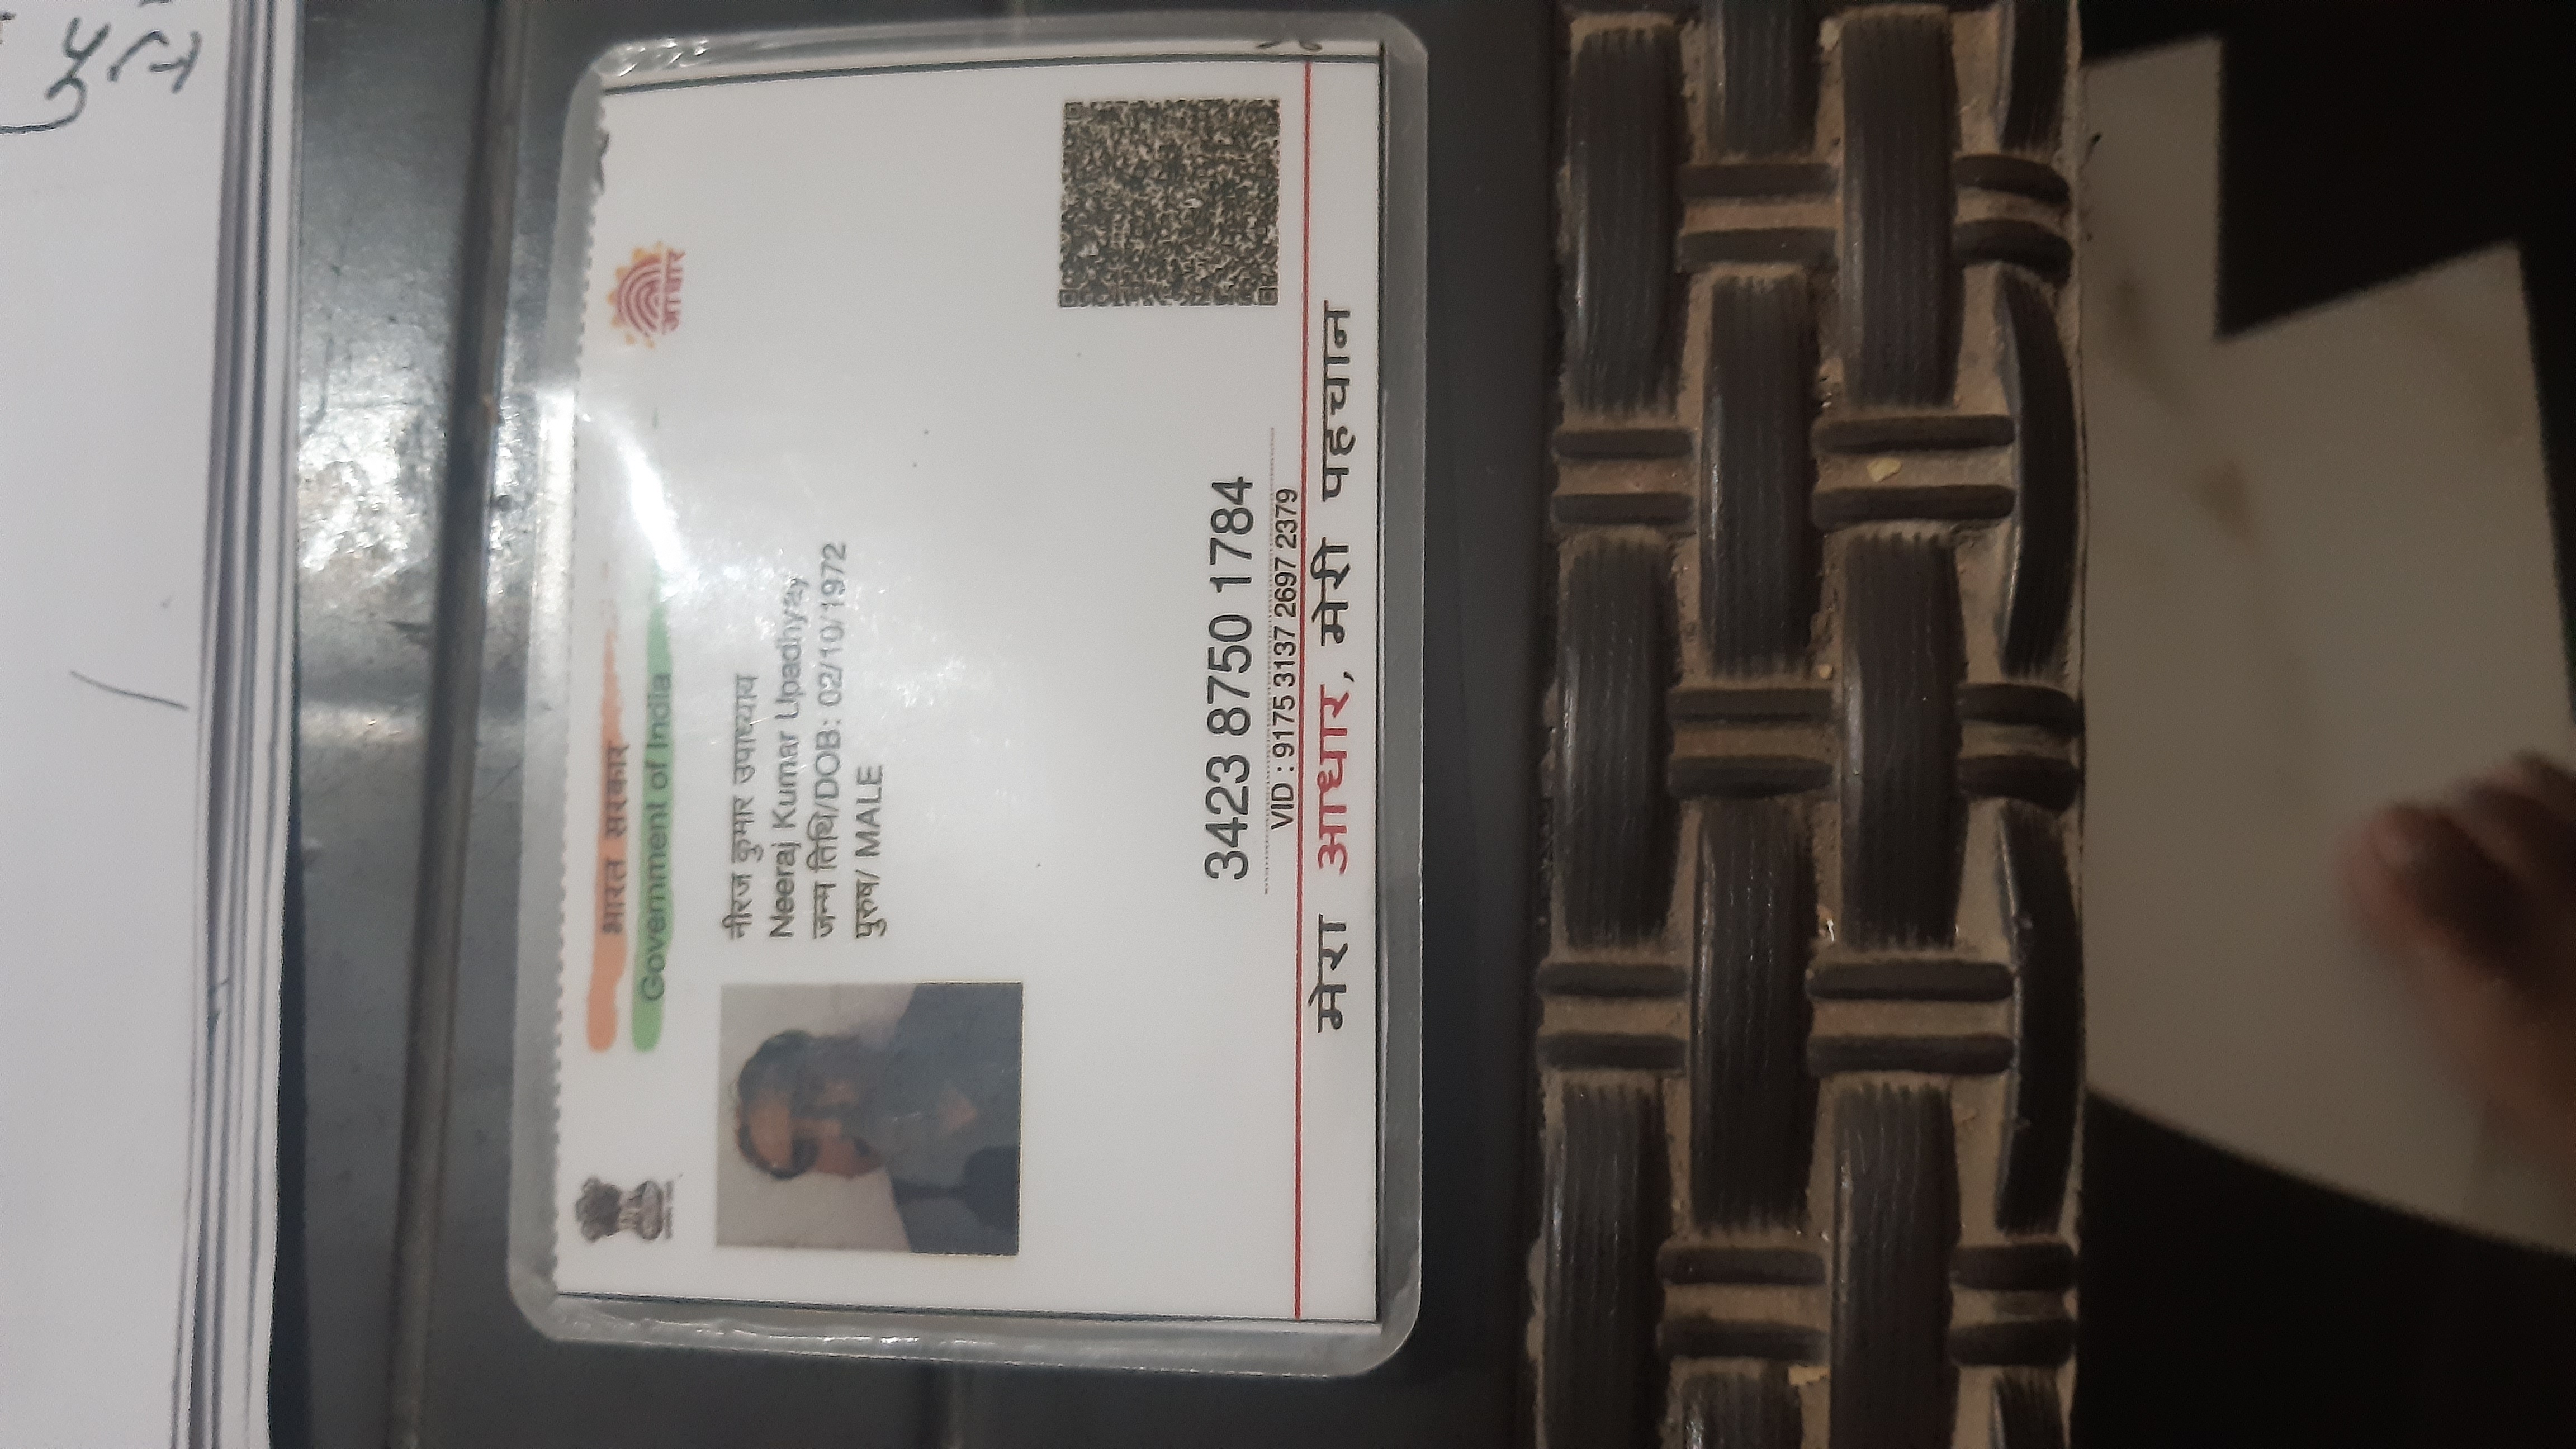 भारत सरकार
Government of India
आधार
नीरज कुमार उपाध्याय
Neeraj Kumar Upadhyay
जन्म तिथि/DOB: 02/10/1972
पुरुष/ MALE
3423 8750 1784
VID : 9175 3137 2697 2379
मेरा आधार, मेरी पहचान